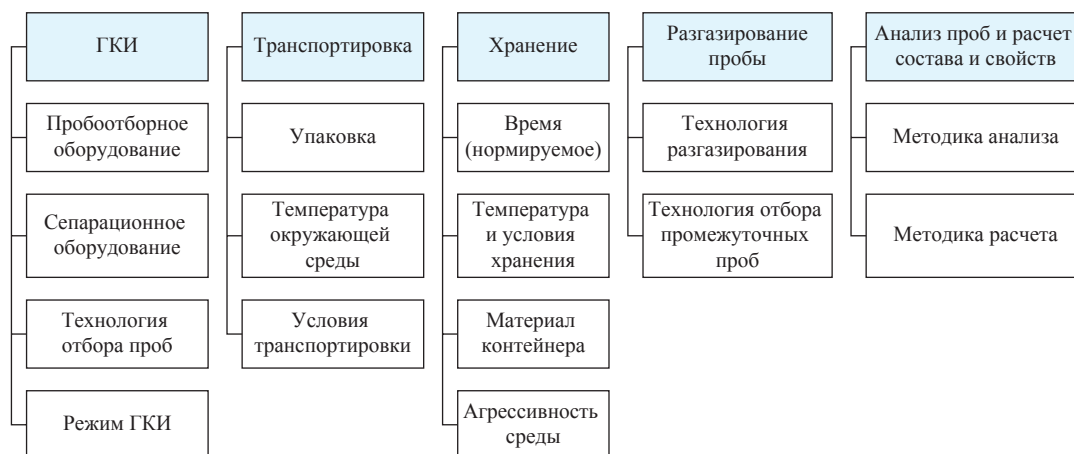 ГКИ
Пробоотборное
оборудование
Сепарационное
оборудование
Технология
отбора проб
Режим ГКИ
Транспортировка
Упаковка
Температура
окружающей
среды
Условия
транспортировки
Хранение
Время
(нормируемое)
Температура
и условия
хранения
Материал
контейнера
Агрессивность
среды
Разгазирование
пробы
Технология
разгазирования
Технология отбора
промежуточных
проб
Анализ проб и расчет
состава и свойств
Методика анализа
Методика расчета